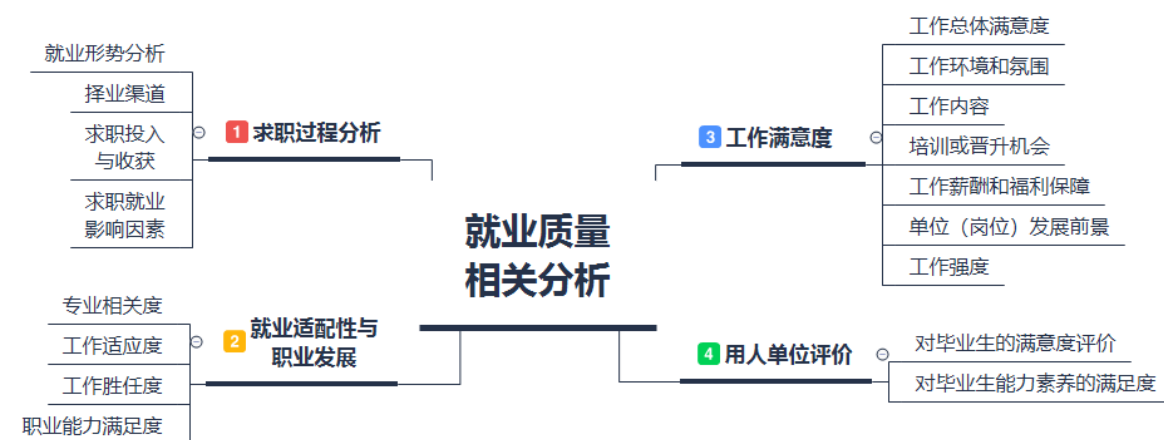 就业质量
相关分析
1 求职过程分析
就业形势分析
择业渠道
求职投入
与收获
求职就业
影响因素
2 就业适配性与
职业发展
专业相关度
工作适应度
工作胜任度
职业能力满足度
3 工作满意度
工作总体满意度
工作环境和氛围
工作内容
培训或晋升机会
工作薪酬和福利保障
单位（岗位）发展前景
工作强度
4 用人单位评价
对毕业生的满意度评价
对毕业生能力素养的满足度